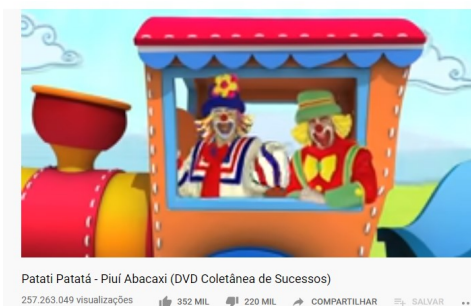 Patati Patatá - Piuí Abacaxi (DVD Coletânea de Sucessos)
257.263.049 visualizações 352 MIL 220 MIL COMPARTILHAR SALVAR